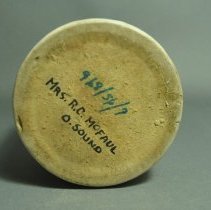 MRS. R.C. MCFAUL
O. SOUND